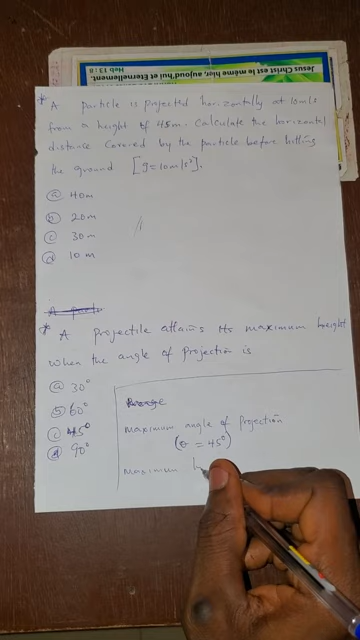 Jesus Christ est le même hier, aujourd'hui et Eternellement
Heb 13 : 8
* A particle is projected horizontally at 10m/s
from a height of 45m. Calculate the horizontal
distance covered by the particle before hitting
the ground [g=10m/s²].
(a) 40m
(b) 20m
(c) 30m
(d) 10m
* A projectile attains its maximum height
when the angle of projection is
(a) 30°
(b) 60°
(c) 45°
(d) 90°
maximum angle of projection
(θ = 45°)
maximum h